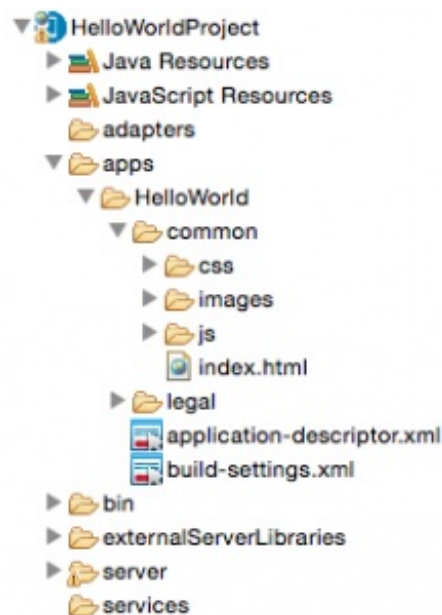 HelloWorldProject
Java Resources
JavaScript Resources
adapters
apps
HelloWorld
common
css
images
js
index.html
legal
application-descriptor.xml
build-settings.xml
bin
externalServerLibraries
server
services